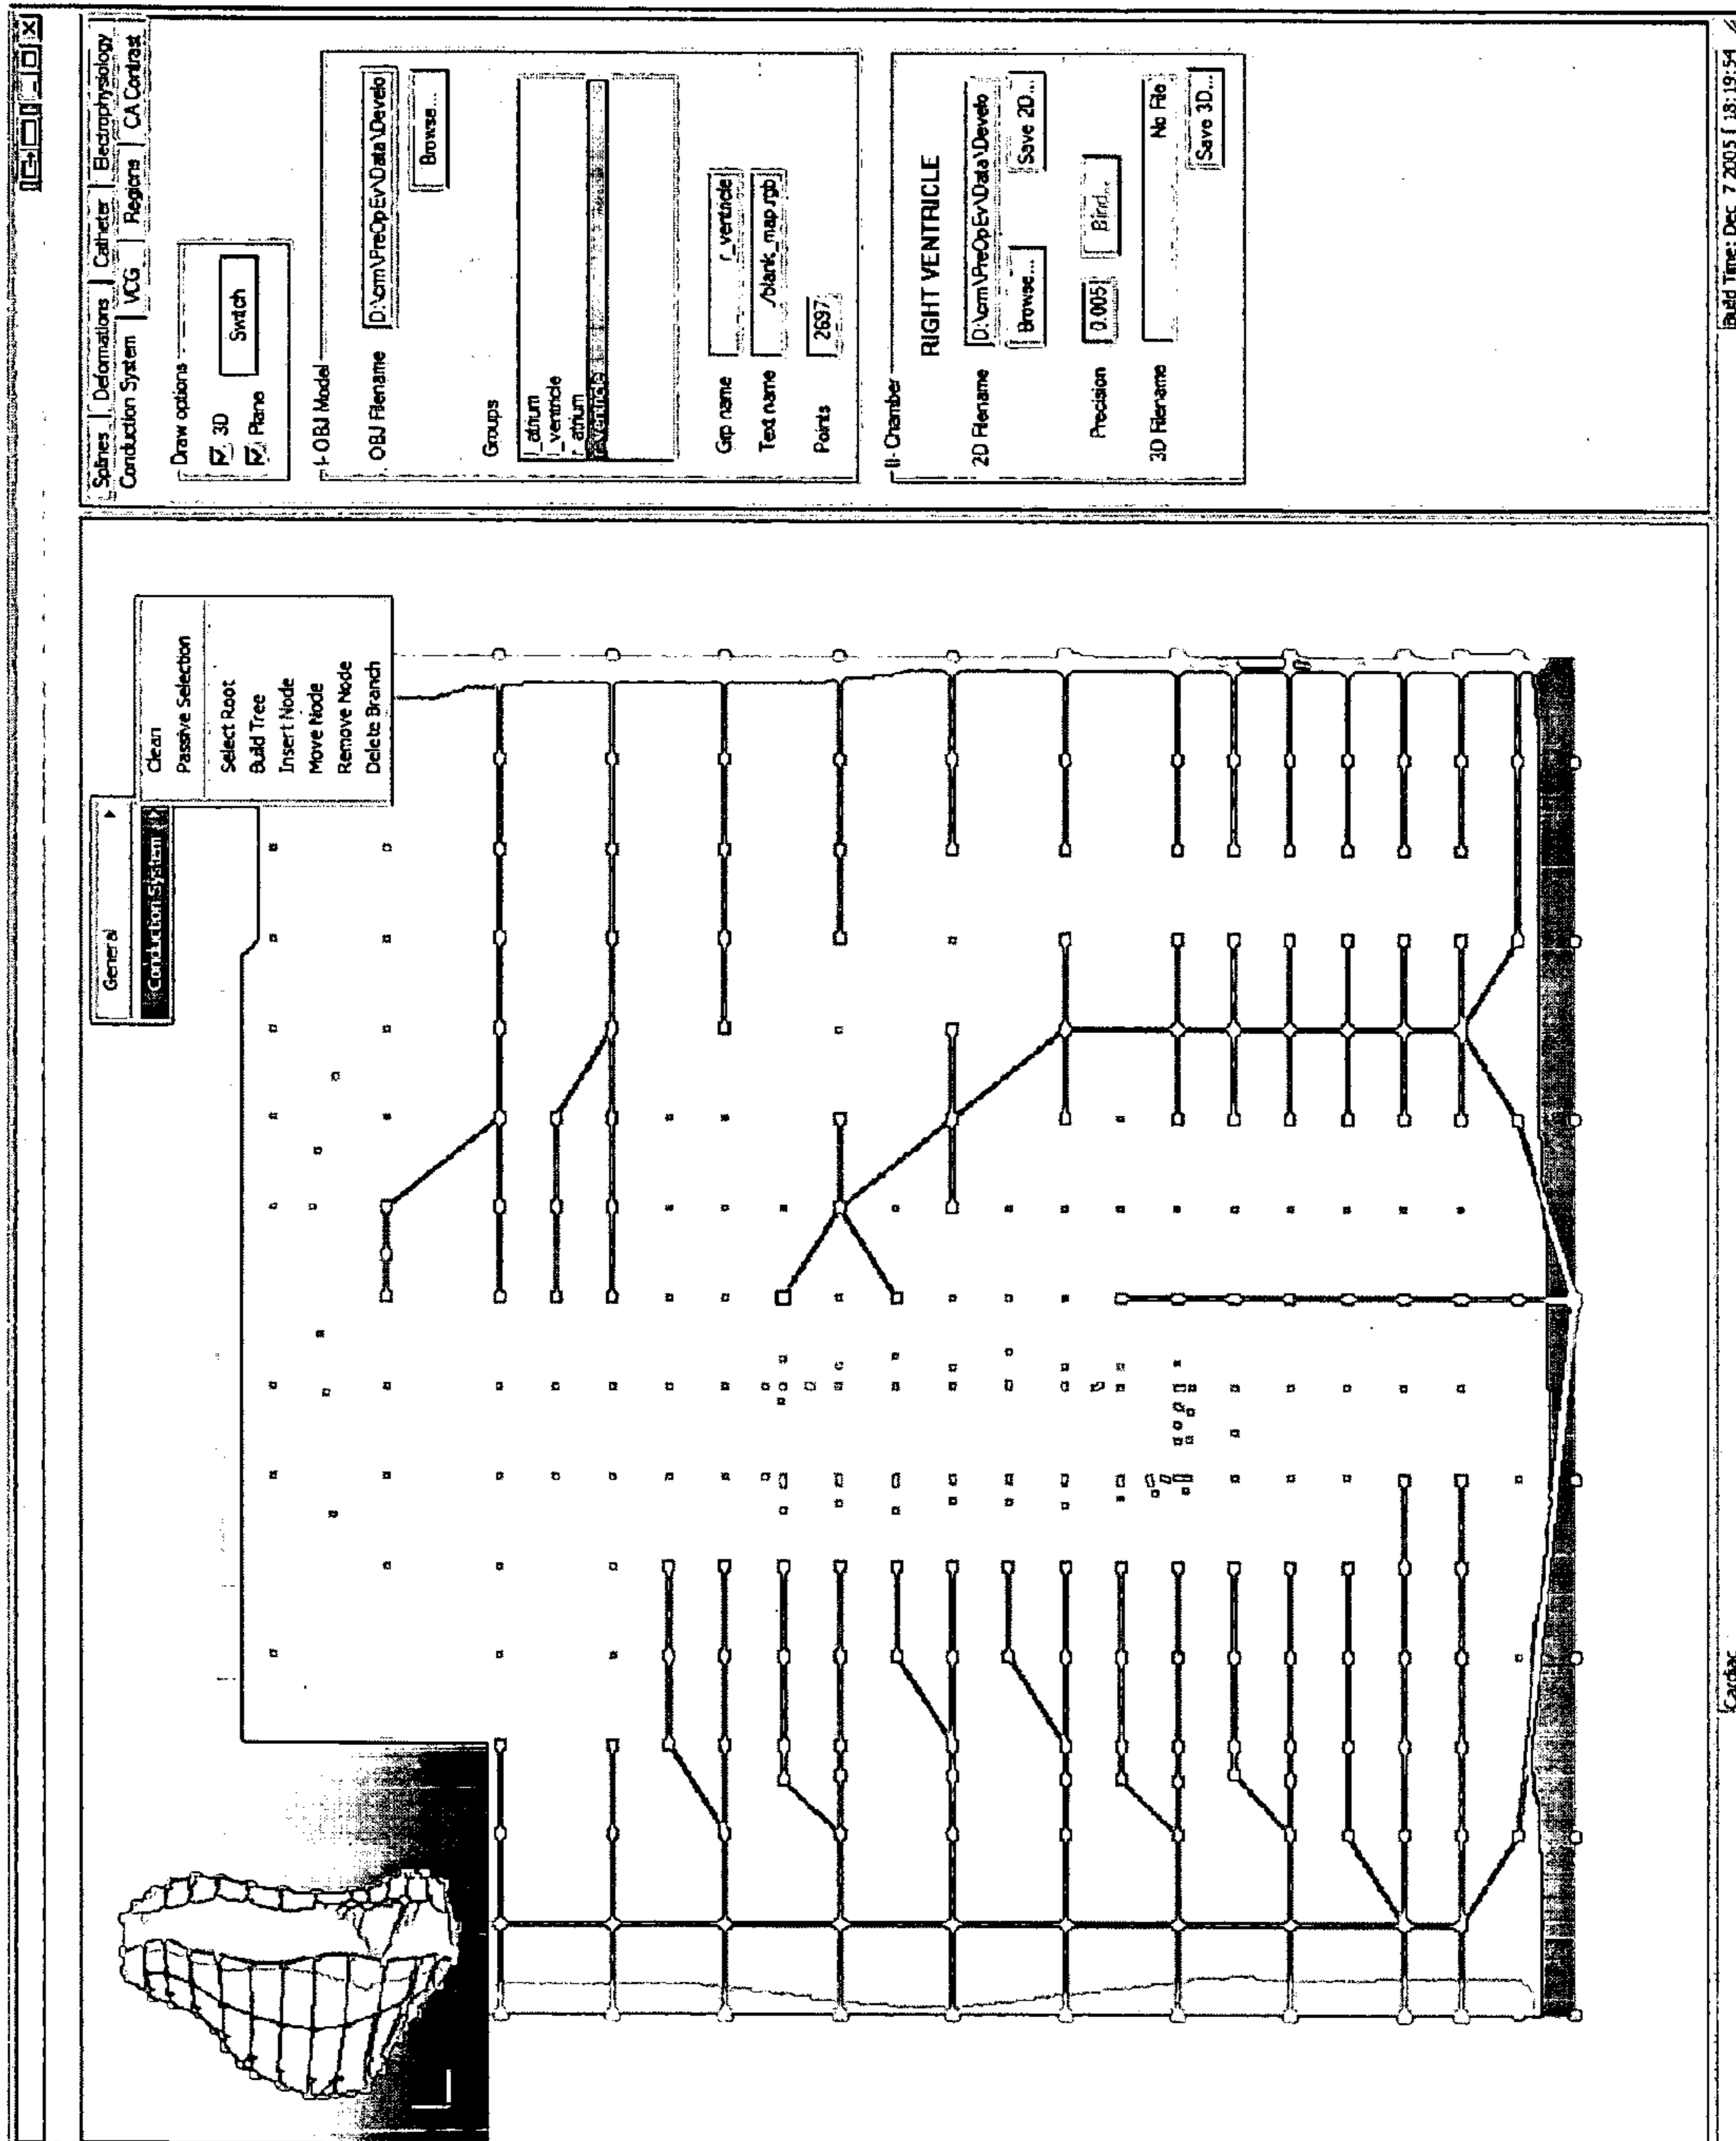 General
Conduction System
Clean
Passive Selection
Select Root
Build Tree
Insert Node
Move Node
Remove Node
Delete Branch
Splines Deformations Catheter Electrophysiology
Conduction System VCG Regions CA Contrast
Draw options
3D
Plane
Switch
I- OBJ Model
OBJ Filename D:\crm\PreOpEv\Data\Develo
Browse...
Groups
l_atrium
l_ventricle
r_atrium
r_ventricle
Grp name r_ventricle
Text name ./blank_map.rgb
Points 2697
II- Chamber
RIGHT VENTRICLE
2D Filename D:\crm\PreOpEv\Data\Develo
Browse... Save 2D...
Precision 0.005 Bind...
3D Filename No File
Save 3D...
Cardiac
Build Time: Dec 7 2005 [ 18:19:54